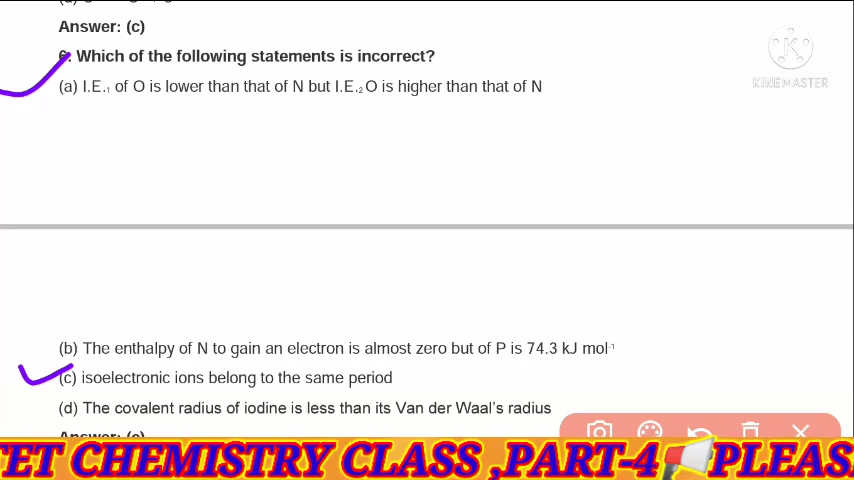 Answer: (c)
6. Which of the following statements is incorrect?
(a) I.E.₁ of O is lower than that of N but I.E.₂ O is higher than that of N
KINEMASTER
(b) The enthalpy of N to gain an electron is almost zero but of P is 74.3 kJ mol⁻¹
(c) isoelectronic ions belong to the same period
(d) The covalent radius of iodine is less than its Van der Waal’s radius
TET CHEMISTRY CLASS ,PART-4 PLEAS